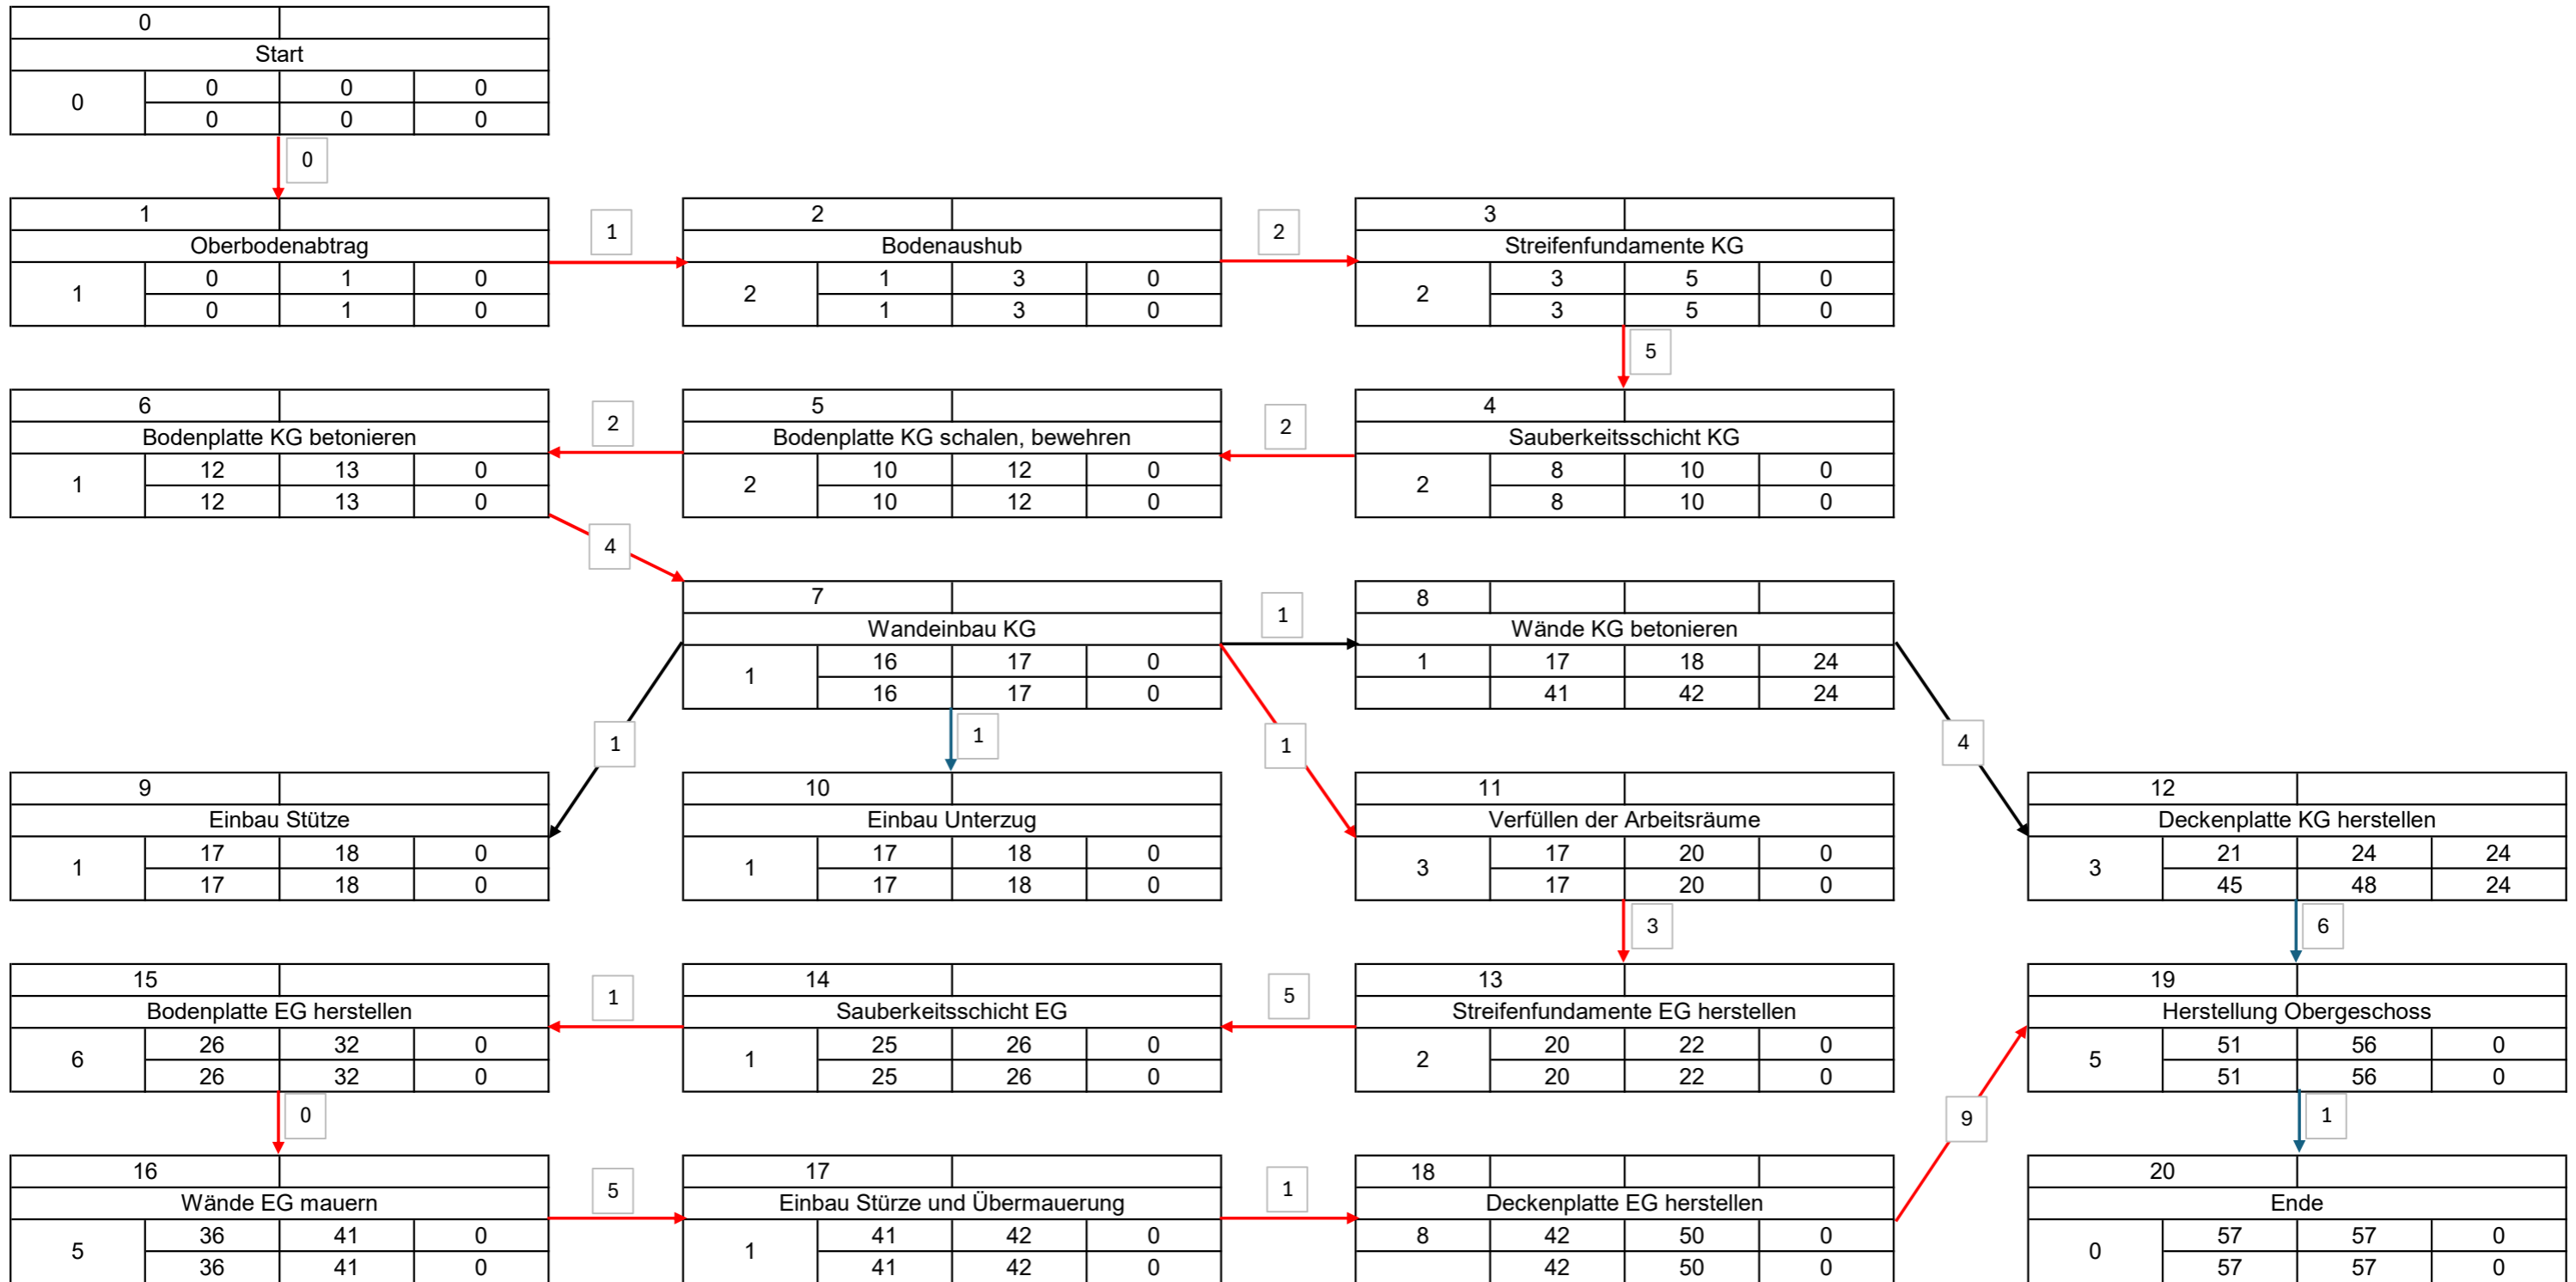 0
Start
0 0 0 0
0 0 0
0
1 2 3
1 2
Oberbodenabtrag Bodenaushub Streifenfundamente KG
1 0 1 0 2 1 3 0 2 3 5 0
0 1 0 1 3 0 3 5 0
5
6 5 4
2 2
Bodenplatte KG betonieren Bodenplatte KG schalen, bewehren Sauberkeitsschicht KG
1 12 13 0 2 10 12 0 2 8 10 0
12 13 0 10 12 0 8 10 0
4
7 1 8
Wandeinbau KG Wände KG betonieren
1 16 17 0 1 17 18 24
16 17 0 41 42 24
1 1 1 4
9 10 11 12
Einbau Stütze Einbau Unterzug Verfüllen der Arbeitsräume Deckenplatte KG herstellen
1 17 18 0 1 17 18 0 3 17 20 0 3 21 24 24
17 18 0 17 18 0 17 20 0 45 48 24
3 6
15 14 13 19
1 5
Bodenplatte EG herstellen Sauberkeitsschicht EG Streifenfundamente EG herstellen Herstellung Obergeschoss
6 26 32 0 1 25 26 0 2 20 22 0 5 51 56 0
26 32 0 25 26 0 20 22 0 51 56 0
0 9 1
16 17 18 20
5 1
Wände EG mauern Einbau Stürze und Übermauerung Deckenplatte EG herstellen Ende
5 36 41 0 1 41 42 0 8 42 50 0 0 57 57 0
36 41 0 41 42 0 42 50 0 57 57 0